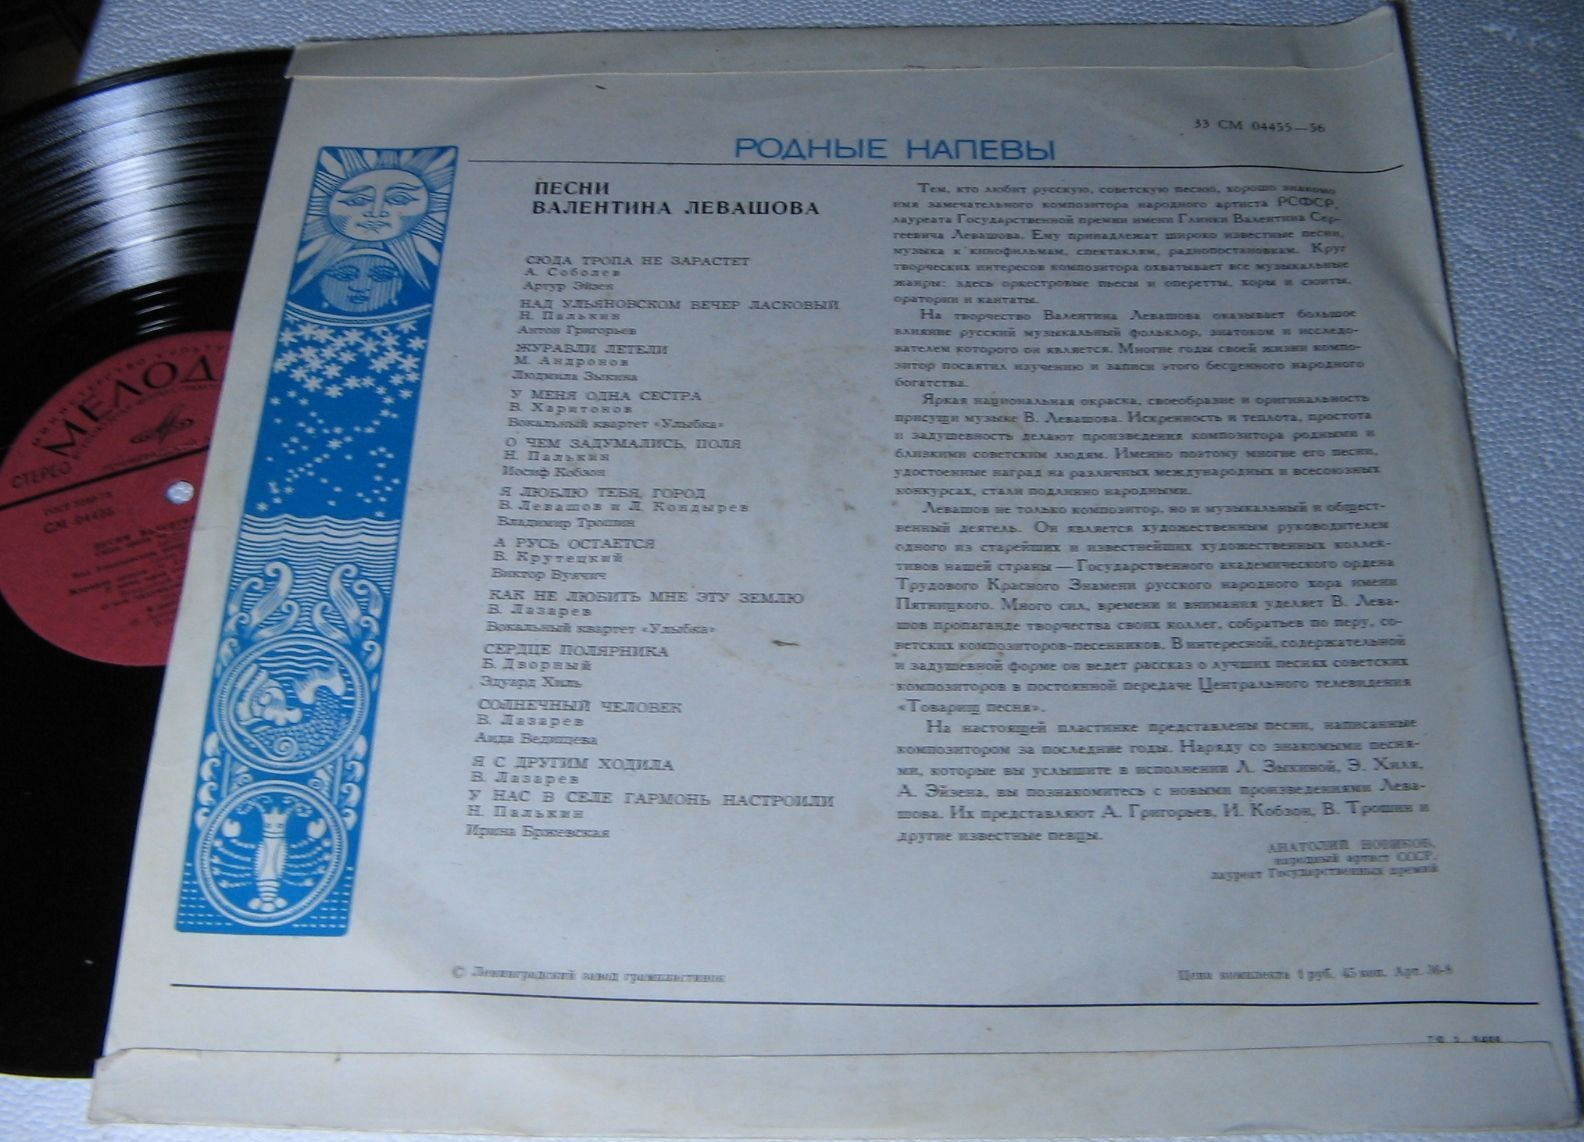 33 СМ 04455—56
РОДНЫЕ НАПЕВЫ
ПЕСНИ
ВАЛЕНТИНА ЛЕВАШОВА
СЮДА ТРОПА НЕ ЗАРАСТЕТ
А. Соболев
Артур Эйзен
НАД УЛЬЯНОВСКОМ ВЕЧЕР ЛАСКОВЫЙ
Н. Палькин
Антон Григорьев
ЖУРАВЛИ ЛЕТЕЛИ
М. Андронов
Людмила Зыкина
У МЕНЯ ОДНА СЕСТРА
В. Харитонов
Вокальный квартет «Улыбка»
О ЧЕМ ЗАДУМАЛИСЬ, ПОЛЯ
Н. Палькин
Иосиф Кобзон
Я ЛЮБЛЮ ТЕБЯ, ГОРОД
В. Левашов и Л. Кондырев
Владимир Трошин
А РУСЬ ОСТАЕТСЯ
В. Крутецкий
Виктор Вуячич
КАК НЕ ЛЮБИТЬ МНЕ ЭТУ ЗЕМЛЮ
В. Лазарев
Вокальный квартет «Улыбка»
СЕРДЦЕ ПОЛЯРНИКА
Б. Дворный
Эдуард Хиль
СОЛНЕЧНЫЙ ЧЕЛОВЕК
В. Лазарев
Аида Ведищева
Я С ДРУГИМ ХОДИЛА
В. Лазарев
У НАС В СЕЛЕ ГАРМОНЬ НАСТРОИЛИ
Н. Палькин
Ирина Бржевская
Тем, кто любит русскую, советскую песню, хорошо знакомо
имя замечательного композитора народного артиста РСФСР,
лауреата Государственной премии имени Глинки Валентина Сер-
геевича Левашова. Ему принадлежат широко известные песни,
музыка к кинофильмам, спектаклям, радиопостановкам. Круг
творческих интересов композитора охватывает все музыкальные
жанры: здесь оркестровые пьесы и оперетты, хоры и сюиты,
оратории и кантаты.
На творчество Валентина Левашова оказывает большое
влияние русский музыкальный фольклор, знатоком и исследо-
вателем которого он является. Многие годы своей жизни компо-
зитор посвятил изучению и записи этого бесценного народного
богатства.
Яркая национальная окраска, своеобразие и оригинальность
присущи музыке В. Левашова. Искренность и теплота, простота
и задушевность делают произведения композитора родными и
близкими советским людям. Именно поэтому многие его песни,
удостоенные наград на различных международных и всесоюзных
конкурсах, стали подлинно народными.
Левашов не только композитор, но и музыкальный и общест-
венный деятель. Он является художественным руководителем
одного из старейших и известнейших художественных коллек-
тивов нашей страны — Государственного академического ордена
Трудового Красного Знамени русского народного хора имени
Пятницкого. Много сил, времени и внимания уделяет В. Лева-
шов пропаганде творчества своих коллег, собратьев по перу, со-
ветских композиторов-песенников. В интересной, содержательной
и задушевной форме он ведет рассказ о лучших песнях советских
композиторов в постоянной передаче Центрального телевидения
«Товарищ песня».
На настоящей пластинке представлены песни, написанные
композитором за последние годы. Наряду со знакомыми песня-
ми, которые вы услышите в исполнении Л. Зыкиной, Э. Хиля,
А. Эйзена, вы познакомитесь с новыми произведениями Лева-
шова. Их представляют А. Григорьев, И. Кобзон, В. Трошин и
другие известные певцы.
АНАТОЛИЙ НОВИКОВ,
народный артист СССР,
лауреат Государственных премий
© Ленинградский завод грампластинок
Цена комплекта 1 руб. 45 коп. Арт. 36-8
МЕЛОД
СТЕРЕО
СМ 04455